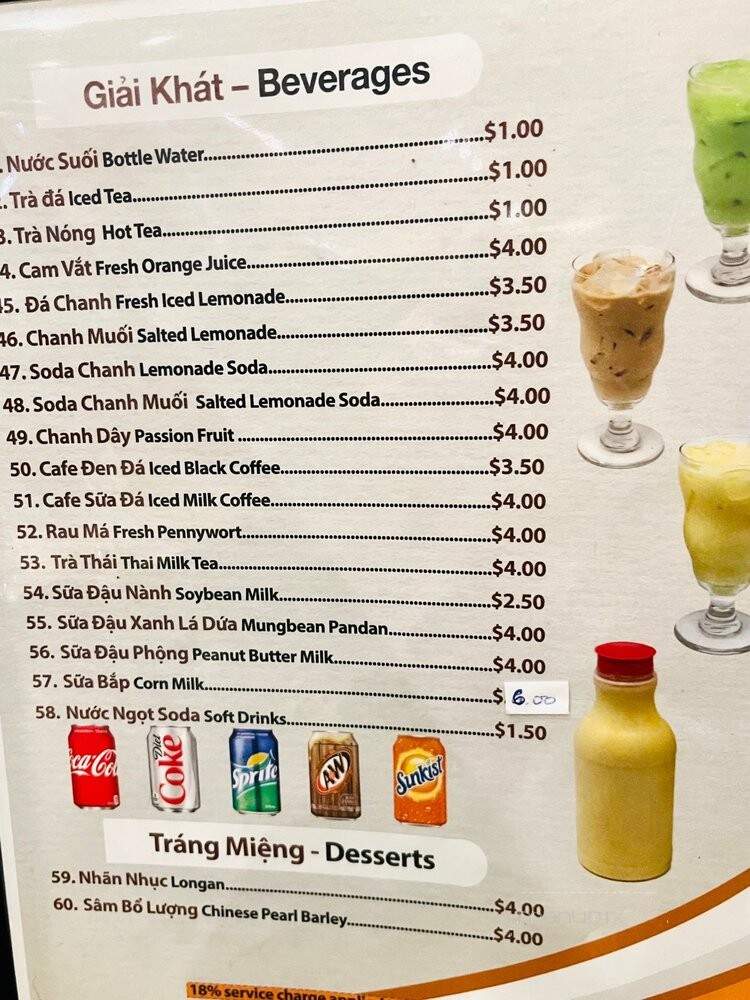 Giải Khát – Beverages
. Nước Suối Bottle Water.....$1.00
. Trà đá Iced Tea.....$1.00
3. Trà Nóng Hot Tea.....$1.00
4. Cam Vắt Fresh Orange Juice.....$4.00
45. Đá Chanh Fresh Iced Lemonade.....$3.50
46. Chanh Muối Salted Lemonade.....$3.50
47. Soda Chanh Lemonade Soda.....$4.00
48. Soda Chanh Muối Salted Lemonade Soda.....$4.00
49. Chanh Dây Passion Fruit.....$4.00
50. Cafe Đen Đá Iced Black Coffee.....$3.50
51. Cafe Sữa Đá Iced Milk Coffee.....$4.00
52. Rau Má Fresh Pennywort.....$4.00
53. Trà Thái Thai Milk Tea.....$4.00
54. Sữa Đậu Nành Soybean Milk.....$2.50
55. Sữa Đậu Xanh Lá Dứa Mungbean Pandan.....$4.00
56. Sữa Đậu Phộng Peanut Butter Milk.....$4.00
57. Sữa Bắp Corn Milk.....$ 6.00
58. Nước Ngọt Soda Soft Drinks.....$1.50
Coca-Cola Diet Coke Sprite A&W Sunkist
Tráng Miệng - Desserts
59. Nhãn Nhục Longan.....$4.00
60. Sâm Bổ Lượng Chinese Pearl Barley.....$4.00
18% service charge